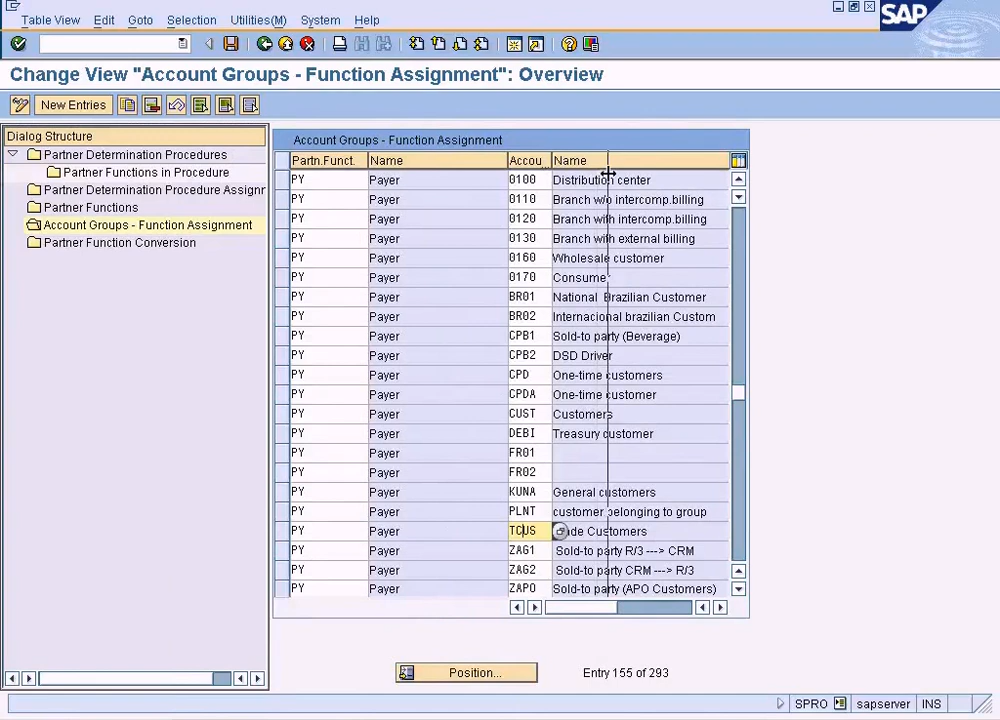 Table View Edit Goto Selection Utilities(M) System Help
SAP
Change View "Account Groups - Function Assignment": Overview
New Entries
Dialog Structure
Partner Determination Procedures
Partner Functions in Procedure
Partner Determination Procedure Assignr
Partner Functions
Account Groups - Function Assignment
Partner Function Conversion
Account Groups - Function Assignment
Partn.Funct. Name Accou... Name
PY Payer 0100 Distribution center
PY Payer 0110 Branch w/o intercomp.billing
PY Payer 0120 Branch with intercomp.billing
PY Payer 0130 Branch with external billing
PY Payer 0160 Wholesale customer
PY Payer 0170 Consumer
PY Payer BR01 National Brazilian Customer
PY Payer BR02 Internacional brazilian Custom
PY Payer CPB1 Sold-to party (Beverage)
PY Payer CPB2 DSD Driver
PY Payer CPD One-time customers
PY Payer CPDA One-time customer
PY Payer CUST Customers
PY Payer DEBI Treasury customer
PY Payer FR01
PY Payer FR02
PY Payer KUNA General customers
PY Payer PLNT customer belonging to group
PY Payer TCUS ade Customers
PY Payer ZAG1 Sold-to party R/3 ---> CRM
PY Payer ZAG2 Sold-to party CRM ---> R/3
PY Payer ZAPO Sold-to party (APO Customers)
Position... Entry 155 of 293
SPRO sapserver INS